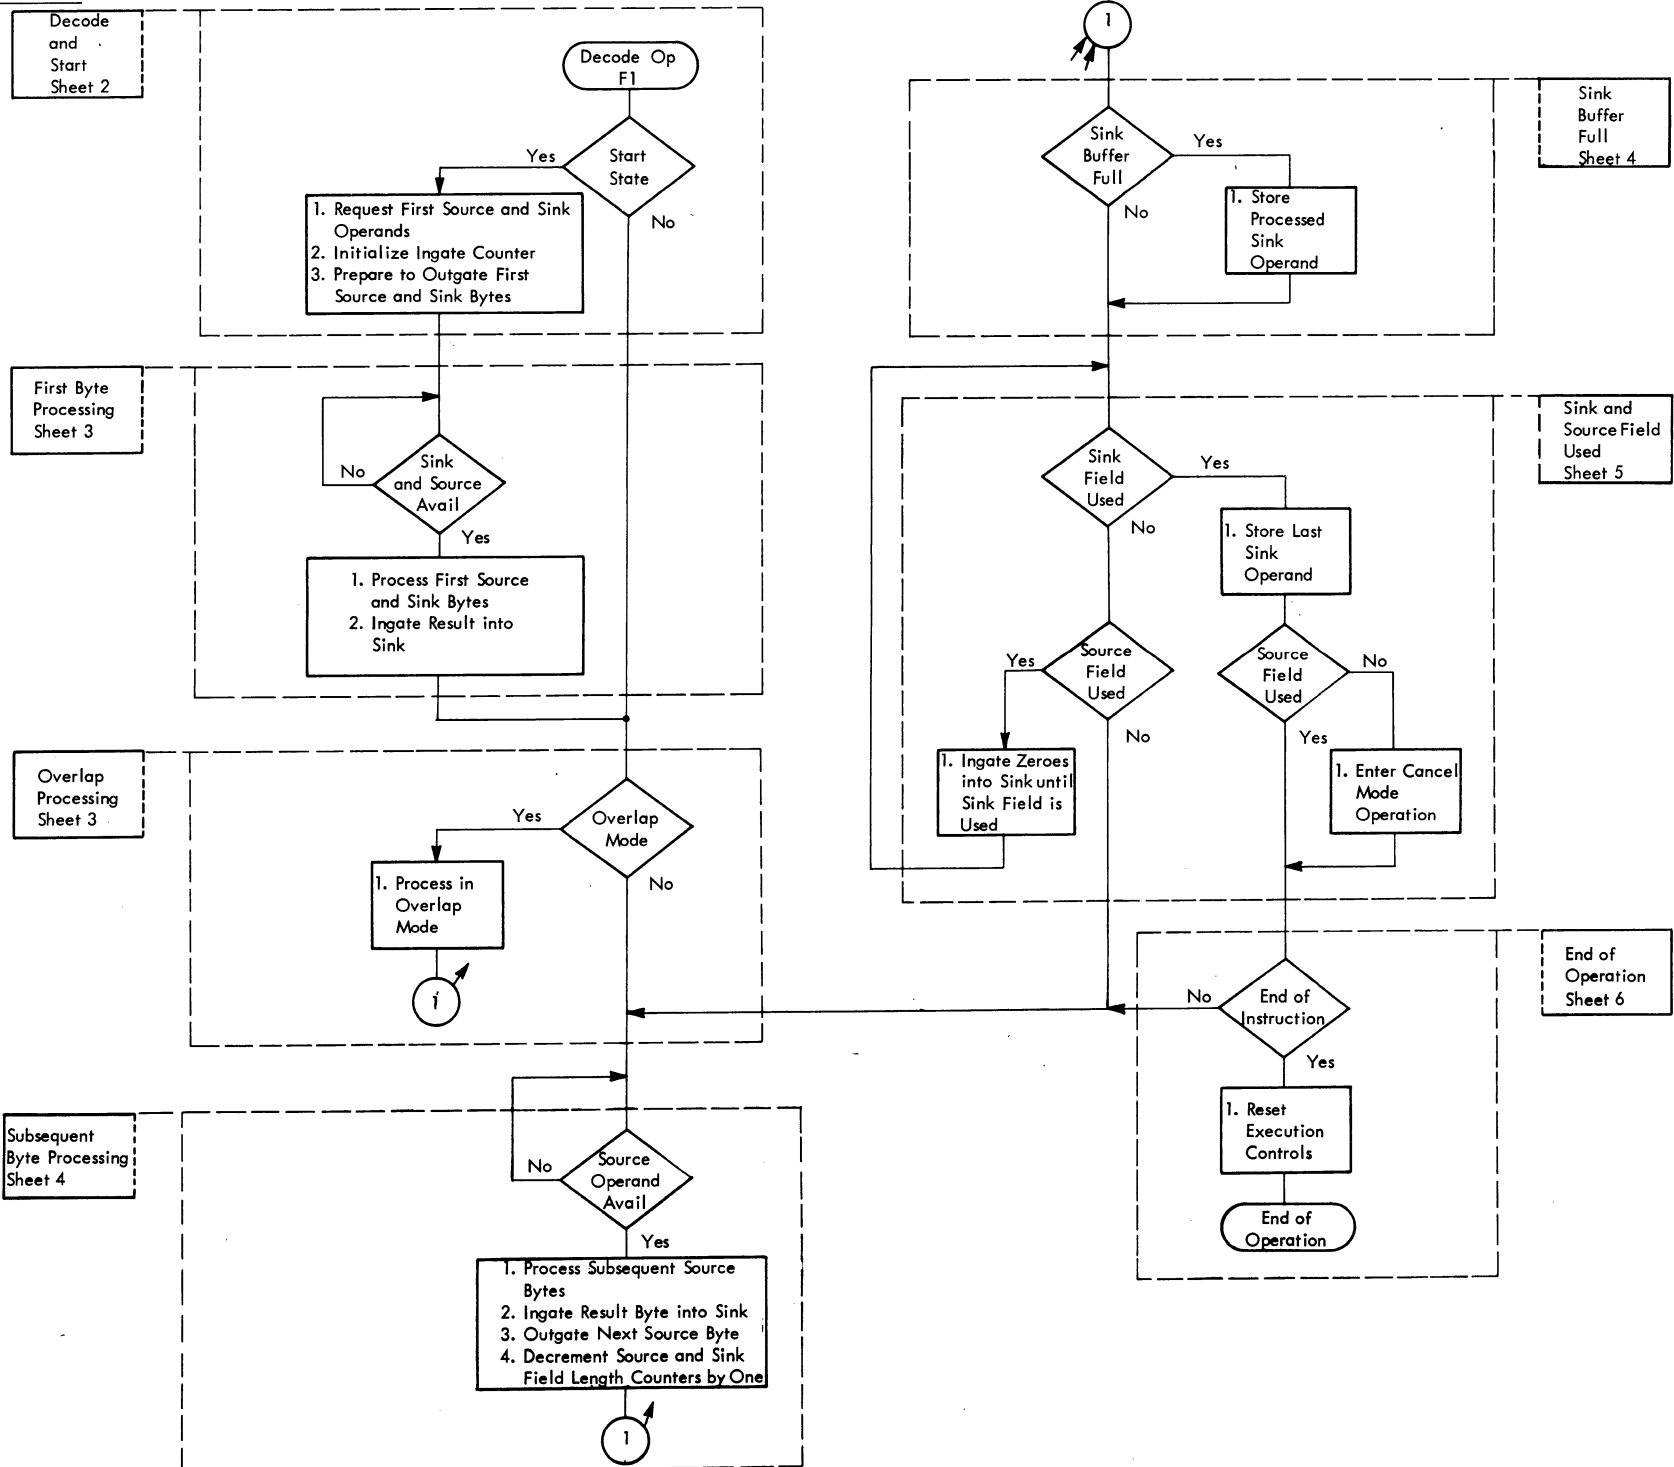 Decode
and
Start
Sheet 2
Decode Op
F1
Start
State
Yes
No
1. Request First Source and Sink
Operands
2. Initialize Ingate Counter
3. Prepare to Outgate First
Source and Sink Bytes
First Byte
Processing
Sheet 3
Sink
and Source
Avail
No
Yes
1. Process First Source
and Sink Bytes
2. Ingate Result into
Sink
Overlap
Processing
Sheet 3
Overlap
Mode
Yes
No
1. Process in
Overlap
Mode
1
Subsequent
Byte Processing
Sheet 4
Source
Operand
Avail
No
Yes
1. Process Subsequent Source
Bytes
2. Ingate Result Byte into Sink
3. Outgate Next Source Byte
4. Decrement Source and Sink
Field Length Counters by One
1
1
Sink
Buffer
Full
Sheet 4
Sink
Buffer
Full
Yes
No
1. Store
Processed
Sink
Operand
Sink and
Source Field
Used
Sheet 5
Sink
Field
Used
Yes
No
1. Store Last
Sink
Operand
Source
Field
Used
Yes
No
Source
Field
Used
No
Yes
1. Ingate Zeroes
into Sink until
Sink Field is
Used
1. Enter Cancel
Mode
Operation
End of
Operation
Sheet 6
End of
Instruction
No
Yes
1. Reset
Execution
Controls
End of
Operation